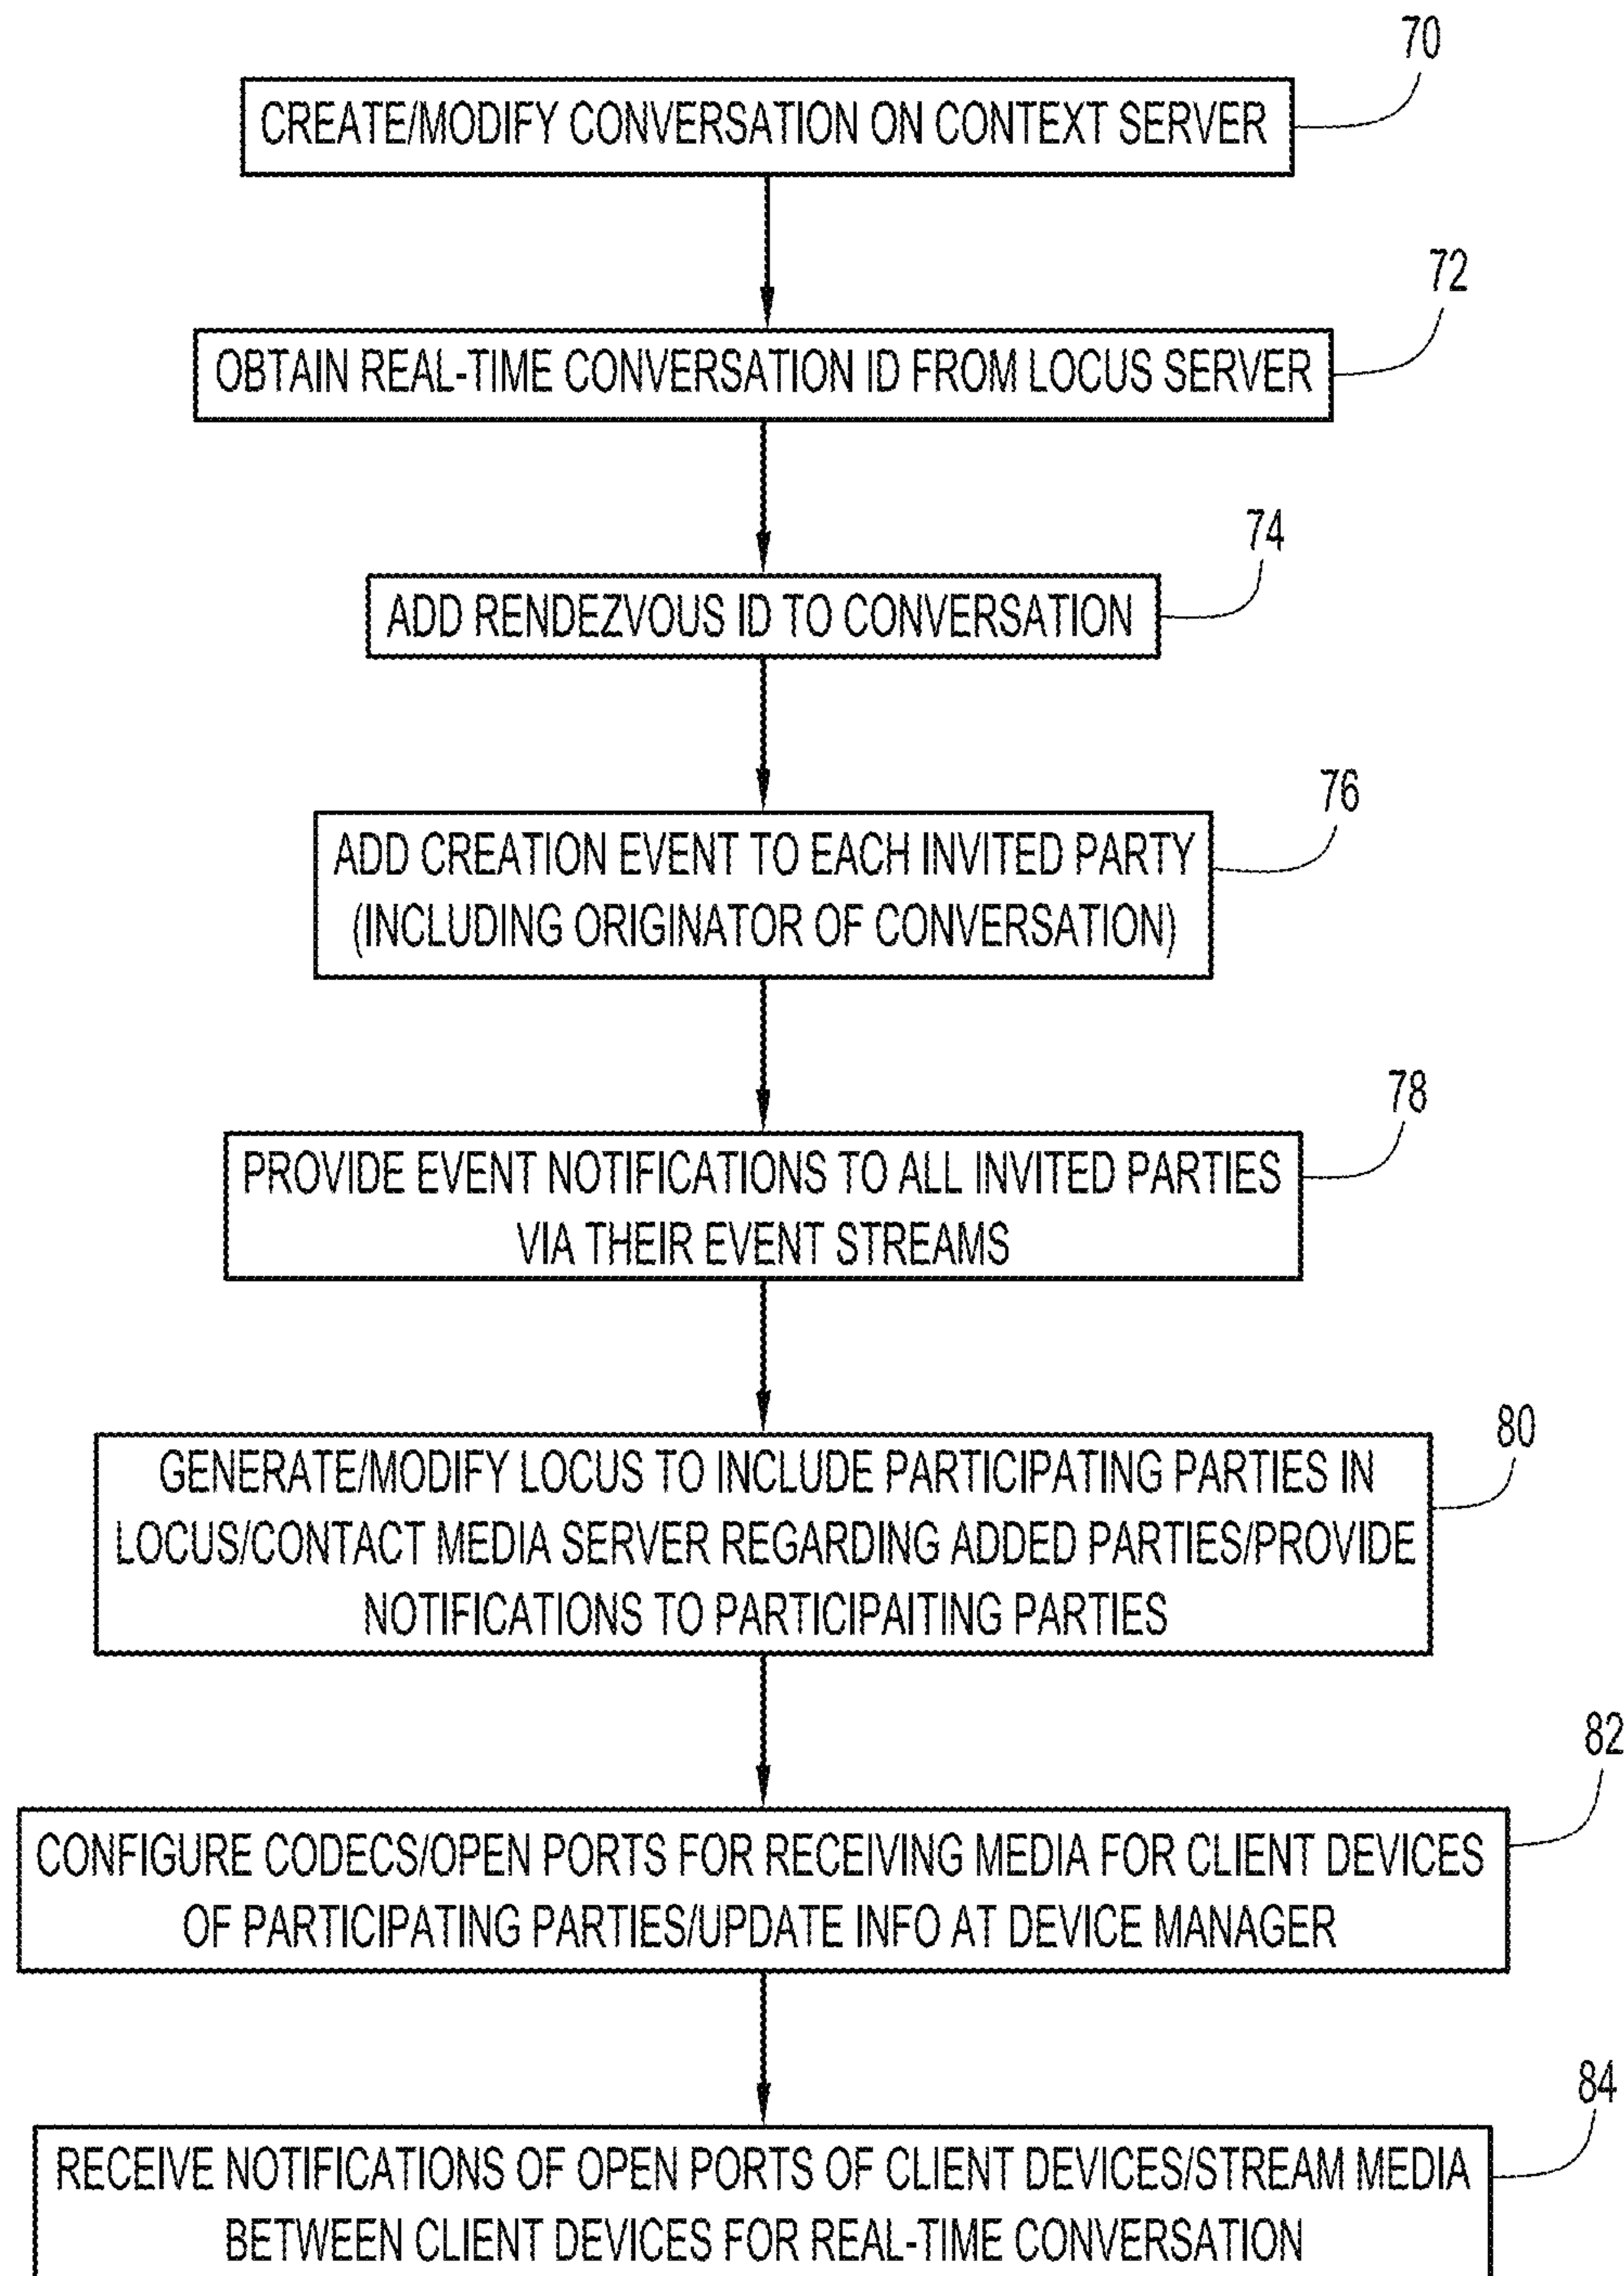 70
CREATE/MODIFY CONVERSATION ON CONTEXT SERVER
72
OBTAIN REAL-TIME CONVERSATION ID FROM LOCUS SERVER
74
ADD RENDEZVOUS ID TO CONVERSATION
76
ADD CREATION EVENT TO EACH INVITED PARTY
(INCLUDING ORIGINATOR OF CONVERSATION)
78
PROVIDE EVENT NOTIFICATIONS TO ALL INVITED PARTIES
VIA THEIR EVENT STREAMS
80
GENERATE/MODIFY LOCUS TO INCLUDE PARTICIPATING PARTIES IN
LOCUS/CONTACT MEDIA SERVER REGARDING ADDED PARTIES/PROVIDE
NOTIFICATIONS TO PARTICIPAITING PARTIES
82
CONFIGURE CODECS/OPEN PORTS FOR RECEIVING MEDIA FOR CLIENT DEVICES
OF PARTICIPATING PARTIES/UPDATE INFO AT DEVICE MANAGER
84
RECEIVE NOTIFICATIONS OF OPEN PORTS OF CLIENT DEVICES/STREAM MEDIA
BETWEEN CLIENT DEVICES FOR REAL-TIME CONVERSATION